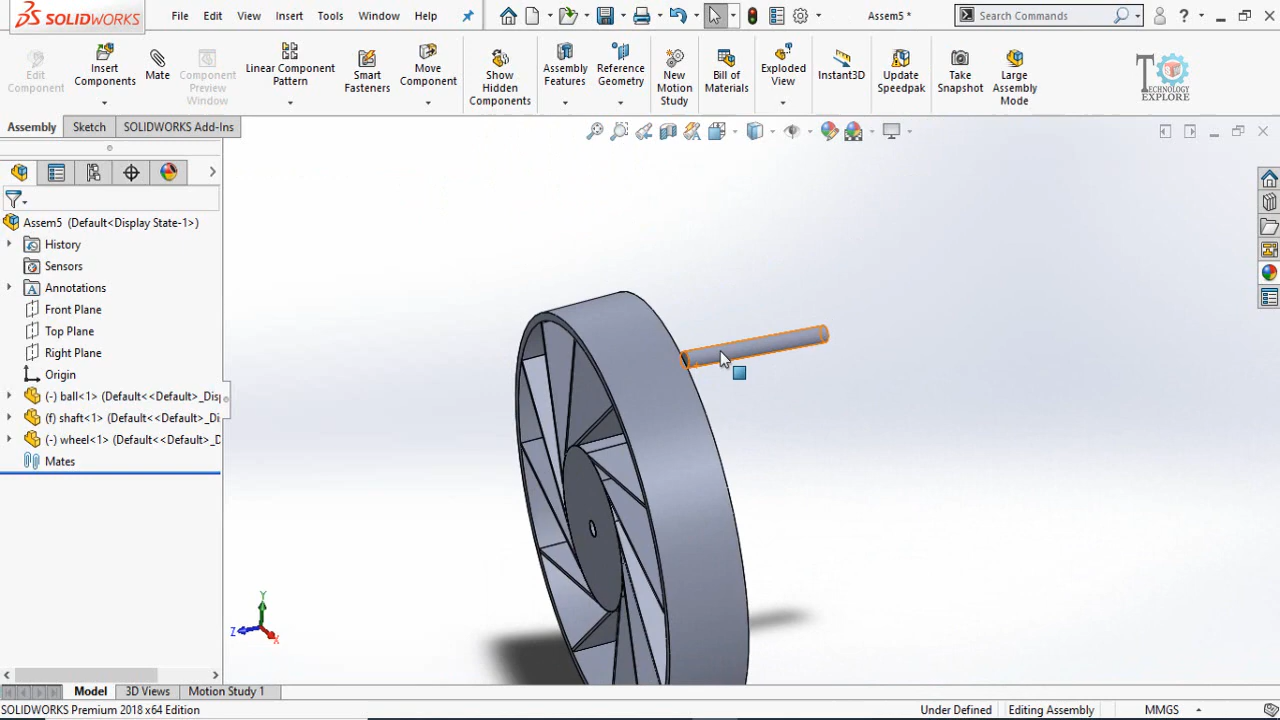 SOLIDWORKS
File Edit View Insert Tools Window Help
Assem5 *
Search Commands
?
Edit Component
Insert Components
Mate
Component Preview Window
Linear Component Pattern
Smart Fasteners
Move Component
Show Hidden Components
Assembly Features
Reference Geometry
New Motion Study
Bill of Materials
Exploded View
Instant3D
Update Speedpak
Take Snapshot
Large Assembly Mode
TECHNOLOGY EXPLORE
Assembly Sketch SOLIDWORKS Add-Ins
Assem5 (Default<Display State-1>)
History
Sensors
Annotations
Front Plane
Top Plane
Right Plane
Origin
(-) ball<1> (Default<<Default>_Disp
(f) shaft<1> (Default<<Default>_Di
(-) wheel<1> (Default<<Default>_D
Mates
Y
Z
X
Model 3D Views Motion Study 1
SOLIDWORKS Premium 2018 x64 Edition
Under Defined Editing Assembly MMGS